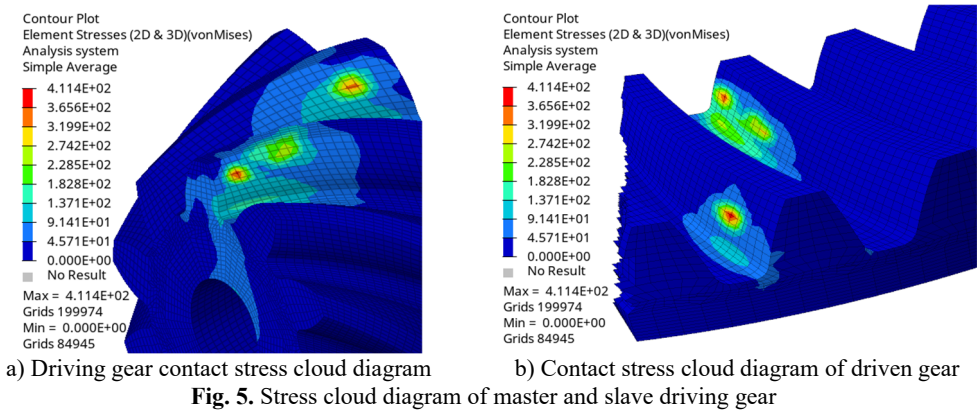 Contour Plot
Element Stresses (2D & 3D)(vonMises)
Analysis system
Simple Average
4.114E+02
3.656E+02
3.199E+02
2.742E+02
2.285E+02
1.828E+02
1.371E+02
9.141E+01
4.571E+01
0.000E+00
No Result
Max = 4.114E+02
Grids 199974
Min = 0.000E+00
Grids 84945
a) Driving gear contact stress cloud diagram
Contour Plot
Element Stresses (2D & 3D)(vonMises)
Analysis system
Simple Average
4.114E+02
3.656E+02
3.199E+02
2.742E+02
2.285E+02
1.828E+02
1.371E+02
9.141E+01
4.571E+01
0.000E+00
No Result
Max = 4.114E+02
Grids 199974
Min = 0.000E+00
Grids 84945
b) Contact stress cloud diagram of driven gear
Fig. 5. Stress cloud diagram of master and slave driving gear